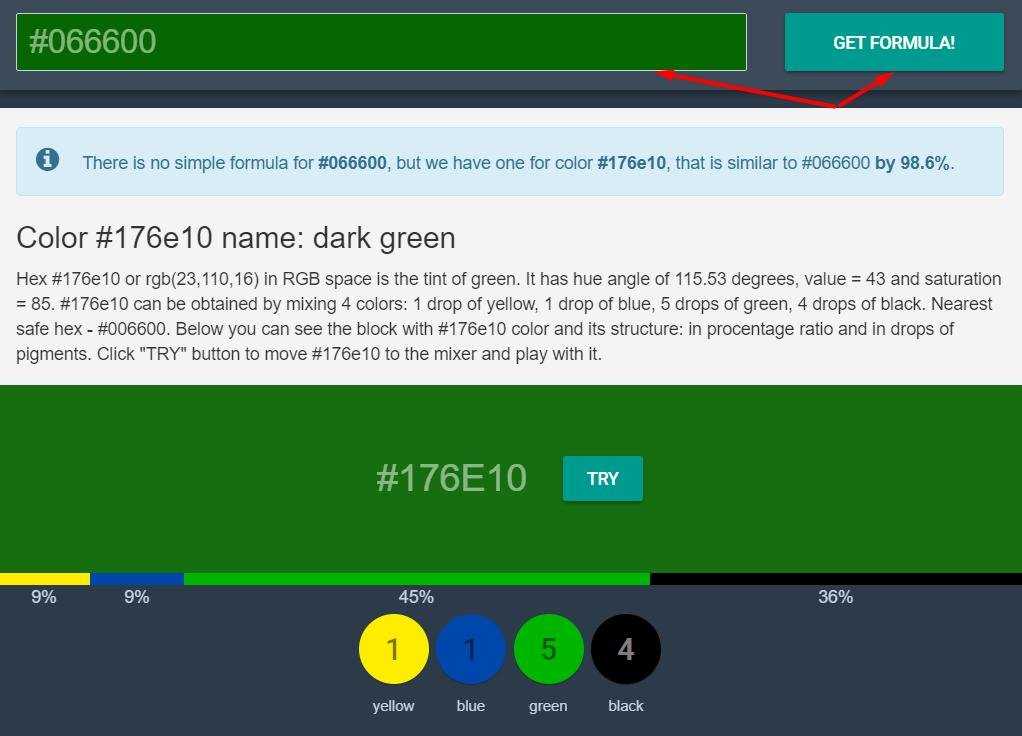 #066600
GET FORMULA!
There is no simple formula for #066600, but we have one for color #176e10, that is similar to #066600 by 98.6%.
Color #176e10 name: dark green
Hex #176e10 or rgb(23,110,16) in RGB space is the tint of green. It has hue angle of 115.53 degrees, value = 43 and saturation
= 85. #176e10 can be obtained by mixing 4 colors: 1 drop of yellow, 1 drop of blue, 5 drops of green, 4 drops of black. Nearest
safe hex - #006600. Below you can see the block with #176e10 color and its structure: in procentage ratio and in drops of
pigments. Click "TRY" button to move #176e10 to the mixer and play with it.
#176E10
TRY
9% 9% 45% 36%
1 1 5 4
yellow blue green black